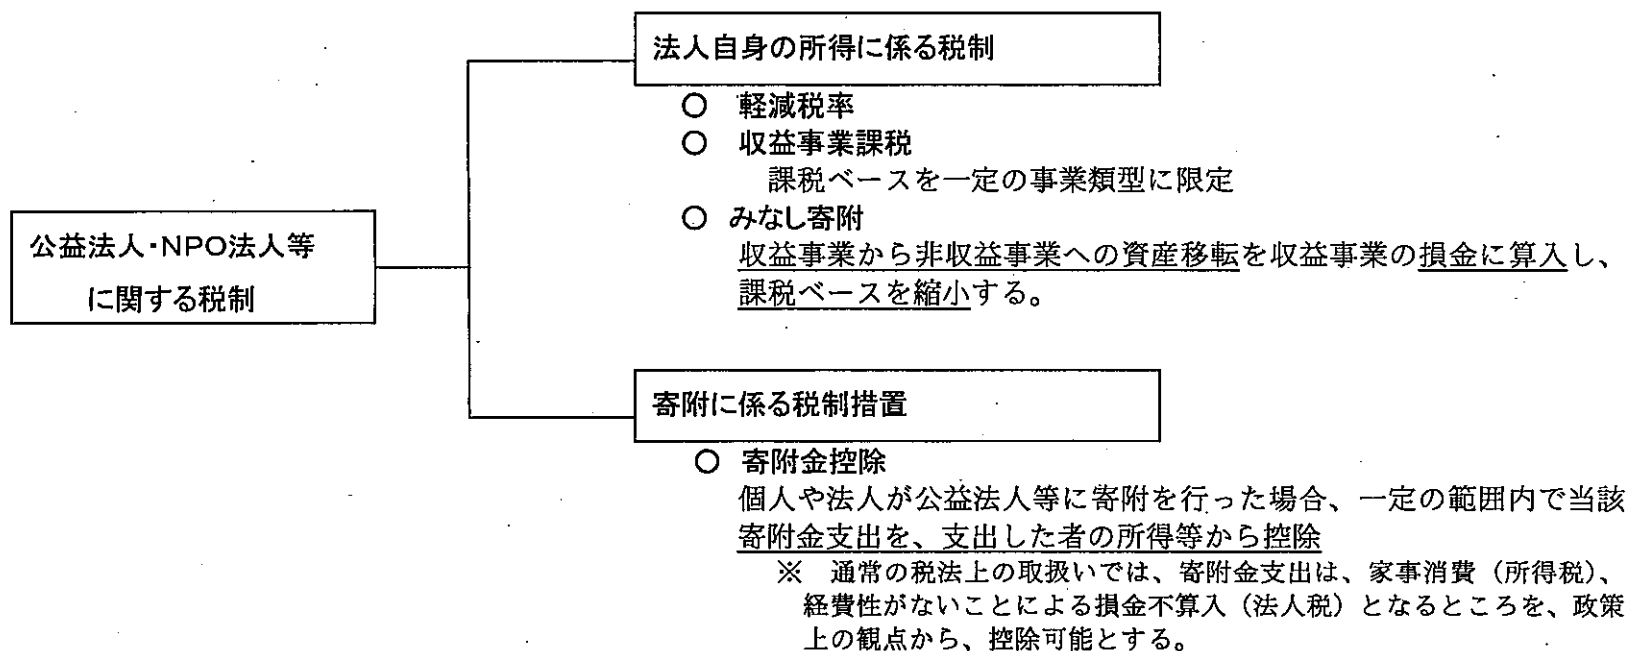 法人自身の所得に係る税制
○ 軽減税率
○ 収益事業課税
課税ベースを一定の事業類型に限定
○ みなし寄附
収益事業から非収益事業への資産移転を収益事業の損金に算入し、
課税ベースを縮小する。
公益法人・NPO法人等
に関する税制
寄附に係る税制措置
○ 寄附金控除
個人や法人が公益法人等に寄附を行った場合、一定の範囲内で当該
寄附金支出を、支出した者の所得等から控除
※ 通常の税法上の取扱いでは、寄附金支出は、家事消費（所得税）、
経費性がないことによる損金不算入（法人税）となるところを、政策
上の観点から、控除可能とする。